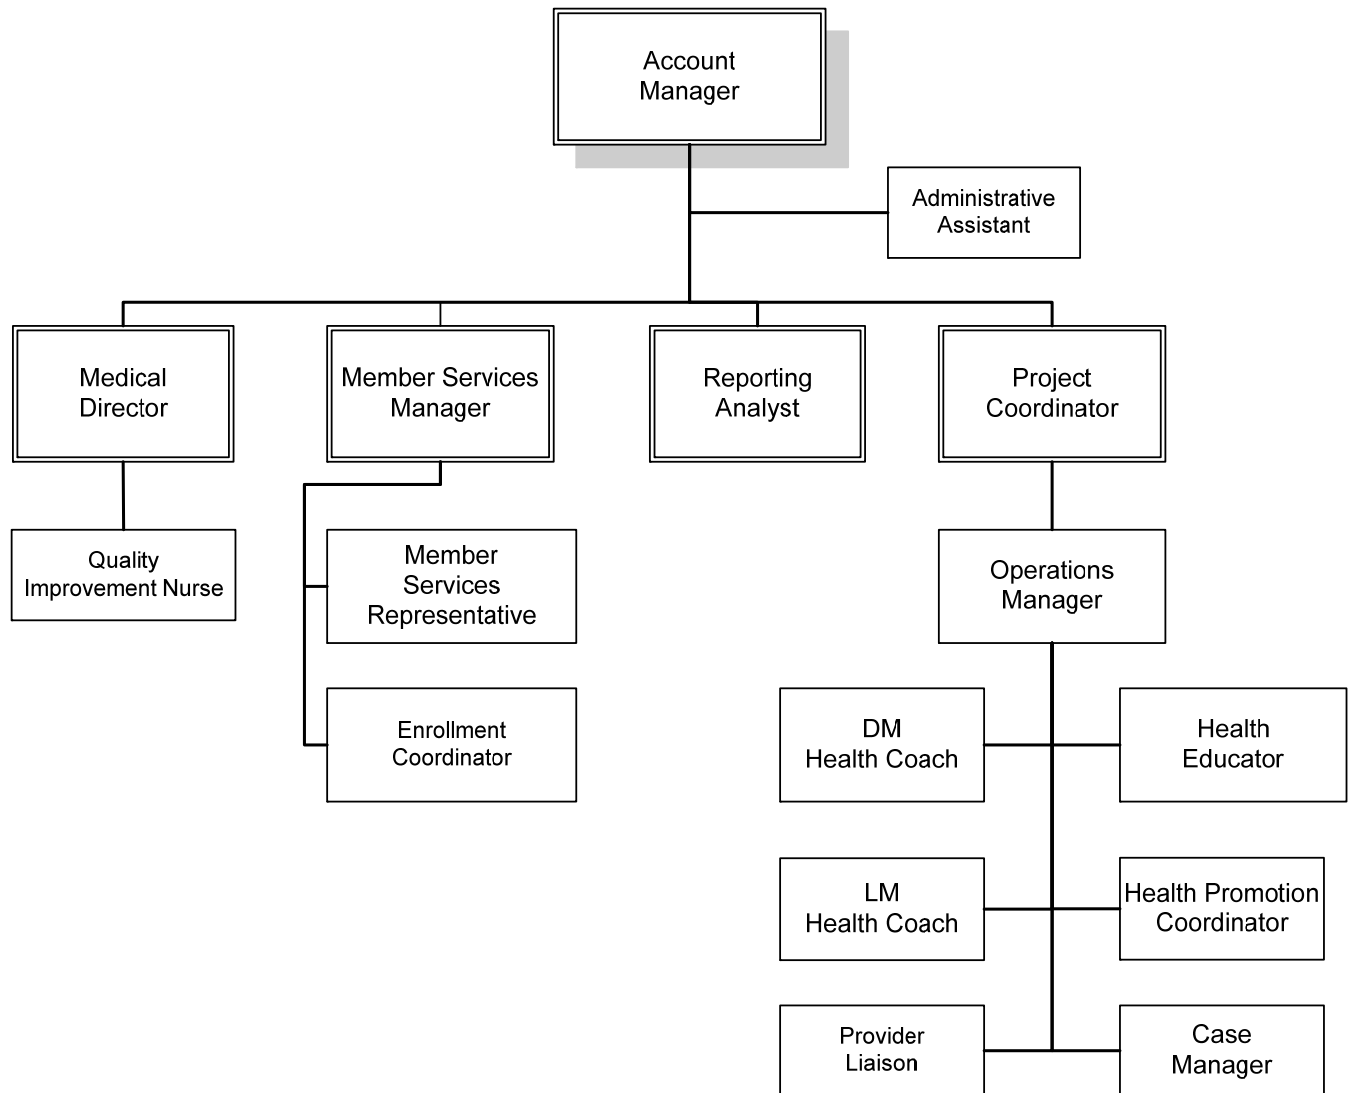 Account
Manager
Administrative
Assistant
Medical
Director
Member Services
Manager
Reporting
Analyst
Project
Coordinator
Quality
Improvement Nurse
Member
Services
Representative
Operations
Manager
Enrollment
Coordinator
DM
Health Coach
Health
Educator
LM
Health Coach
Health Promotion
Coordinator
Provider
Liaison
Case
Manager